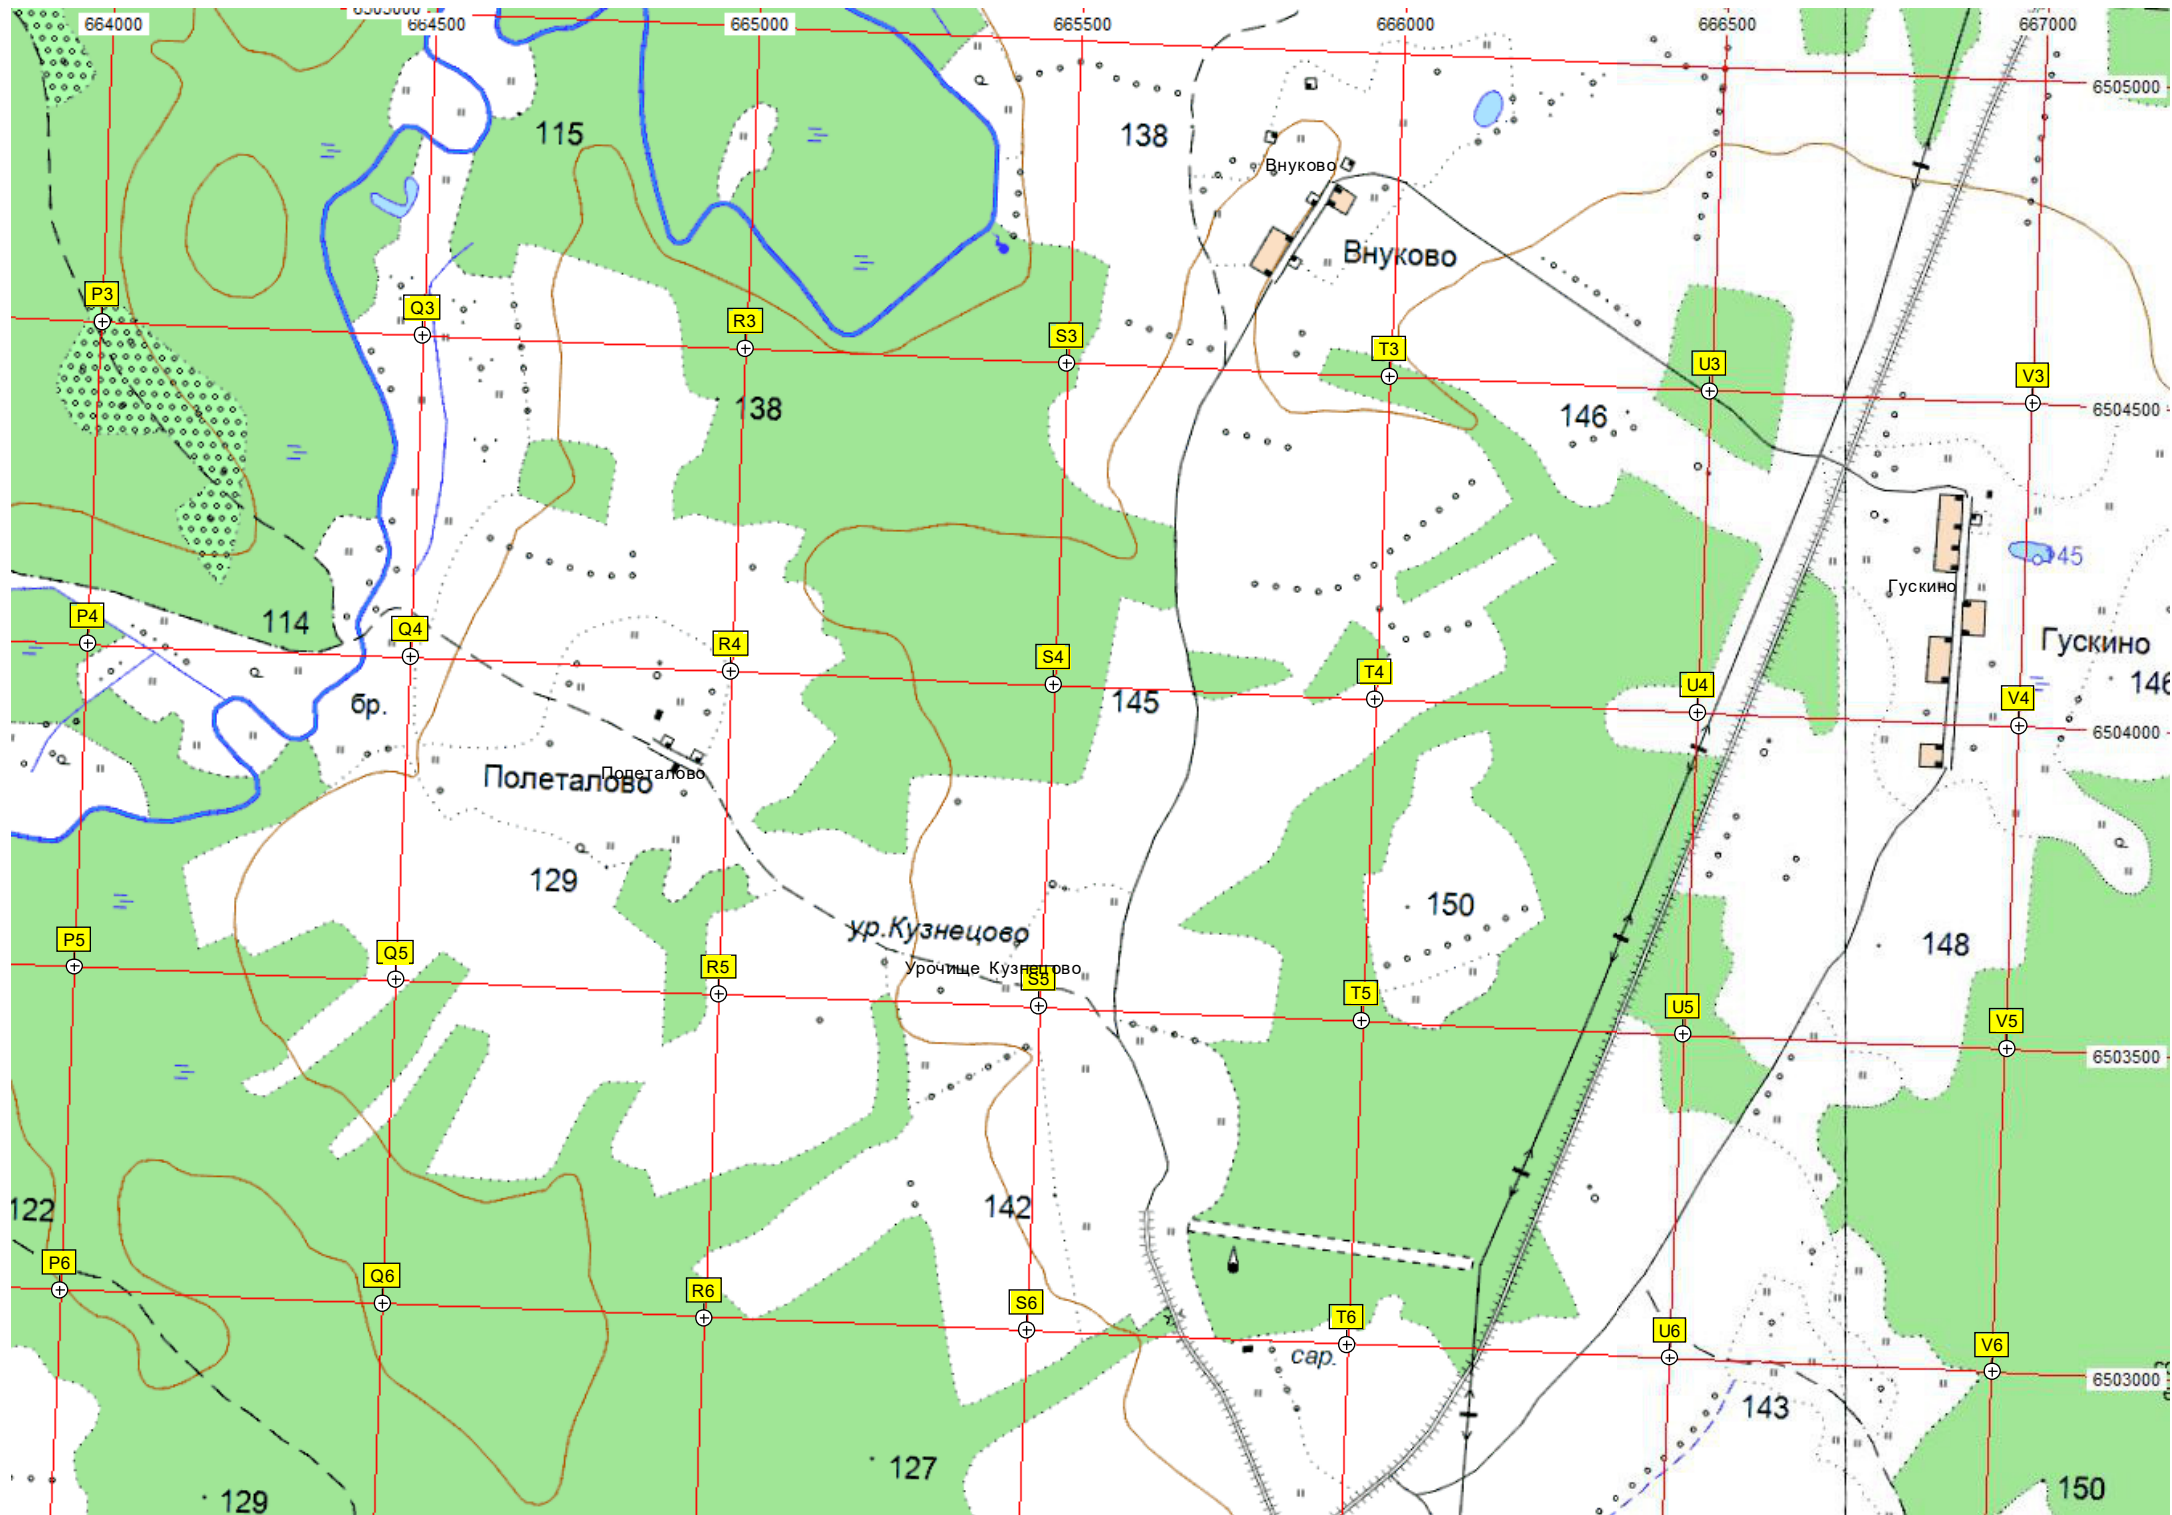 6505000
664000 664500 665000 665500 666000 666500 667000
6505000
115 138
Внуково
Внуково
P3 Q3 R3 S3 T3 U3 V3
138 146 6504500
45
Гускино
114
P4 Q4 R4 S4 T4 U4 V4
Гускино
146
бр. 145
6504000
Полеталово
Полеталово
129 150
ур.Кузнецово
148
P5 Q5 R5 S5 T5 U5 V5
Урочище Кузнецово
6503500
122 142
P6 Q6 R6 S6 T6 U6 V6
сар.
6503000
143
127
129 150